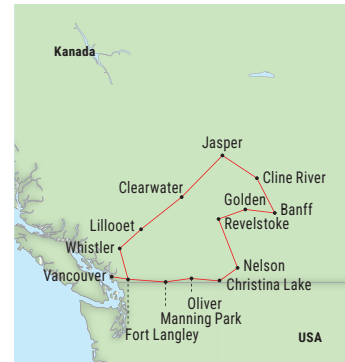 Kanada
Jasper
Cline River
Clearwater
Golden
Banff
Revelstoke
Lillooet
Whistler
Nelson
Vancouver
Christina Lake
Oliver
Manning Park
Fort Langley
USA